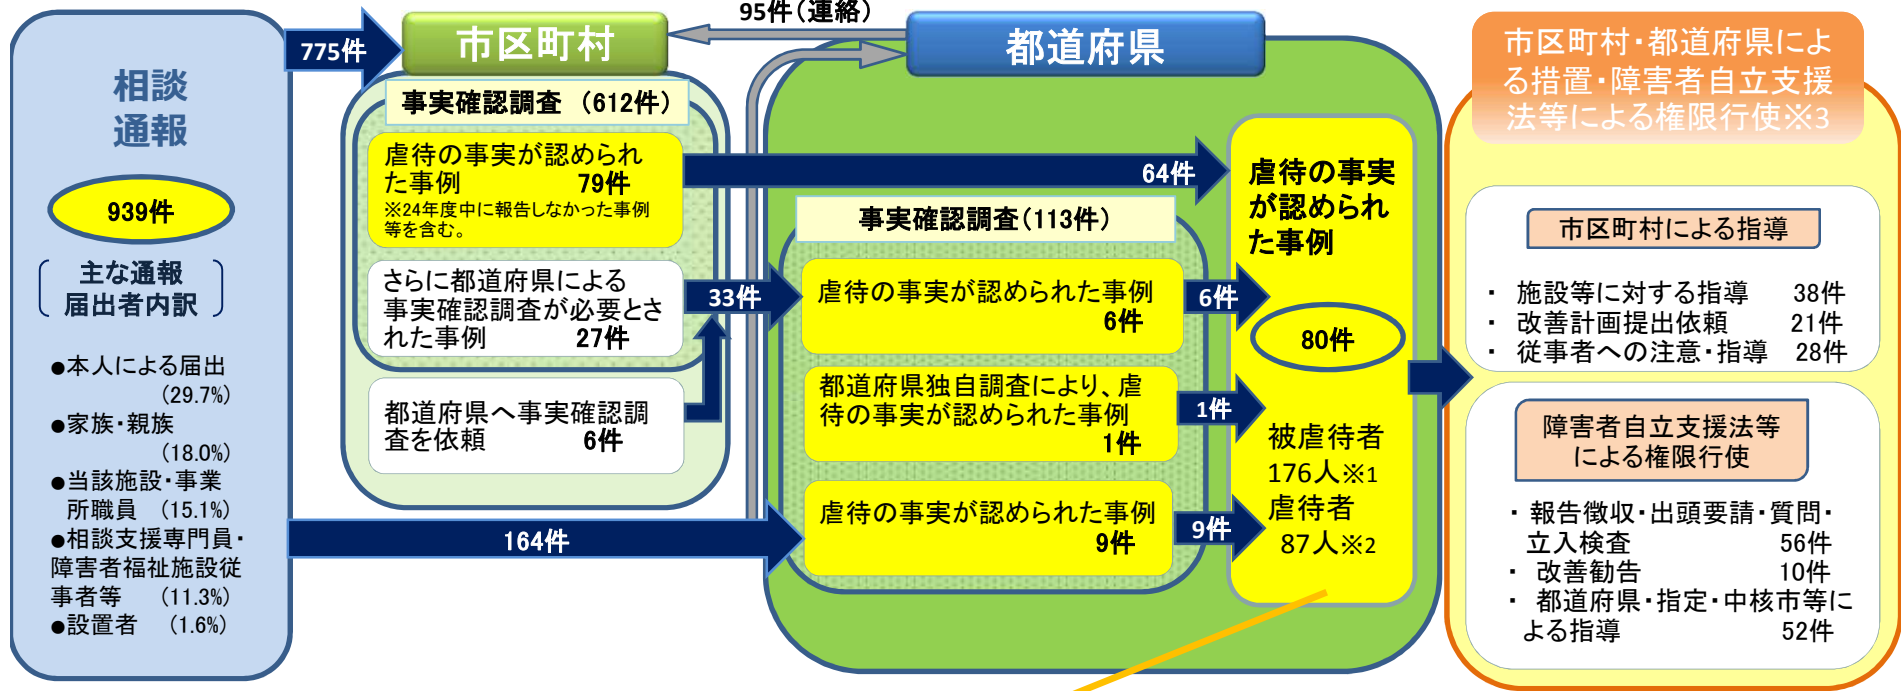 相談
通報
939件
主な通報
届出者内訳
●本人による届出
(29.7%)
●家族・親族
(18.0%)
●当該施設・事業
所職員 (15.1%)
●相談支援専門員・
障害者福祉施設従
事者等 (11.3%)
●設置者 (1.6%)
775件
164件
市区町村
事実確認調査 (612件)
虐待の事実が認められ
た事例 79件
※24年度中に報告しなかった事例
等を含む。
さらに都道府県による
事実確認調査が必要とさ
れた事例 27件
都道府県へ事実確認調
査を依頼 6件
95件(連絡)
33件
都道府県
64件
事実確認調査(113件)
虐待の事実が認められた事例
6件
都道府県独自調査により、虐
待の事実が認められた事例
1件
虐待の事実が認められた事例
9件
6件
1件
9件
虐待の事実
が認められ
た事例
80件
被虐待者
176人※1
虐待者
87人※2
市区町村・都道府県によ
る措置・障害者自立支援
法等による権限行使※3
市区町村による指導
・ 施設等に対する指導 38件
・ 改善計画提出依頼 21件
・ 従事者への注意・指導 28件
障害者自立支援法等
による権限行使
・ 報告徴収・出頭要請・質問・
立入検査 56件
・ 改善勧告 10件
・ 都道府県・指定・中核市等に
よる指導 52件